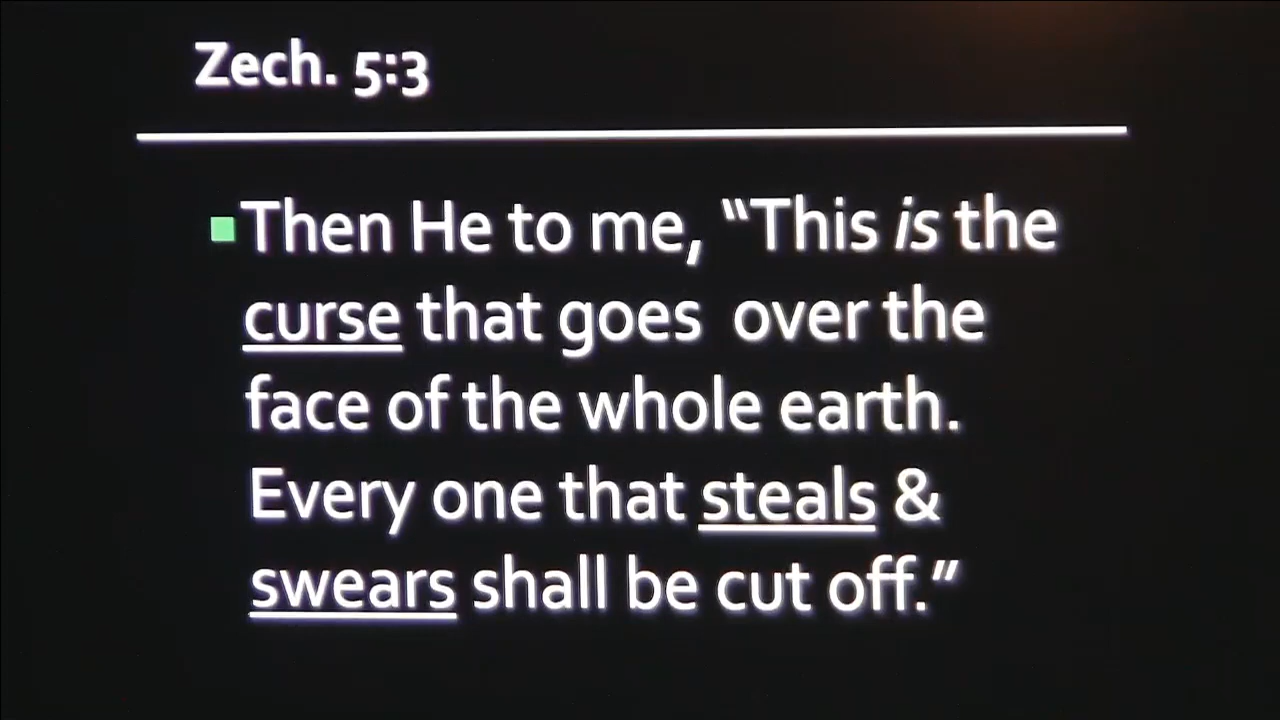 Zech. 5:3
Then He to me, “This is the
curse that goes over the
face of the whole earth.
Every one that steals &
swears shall be cut off.”